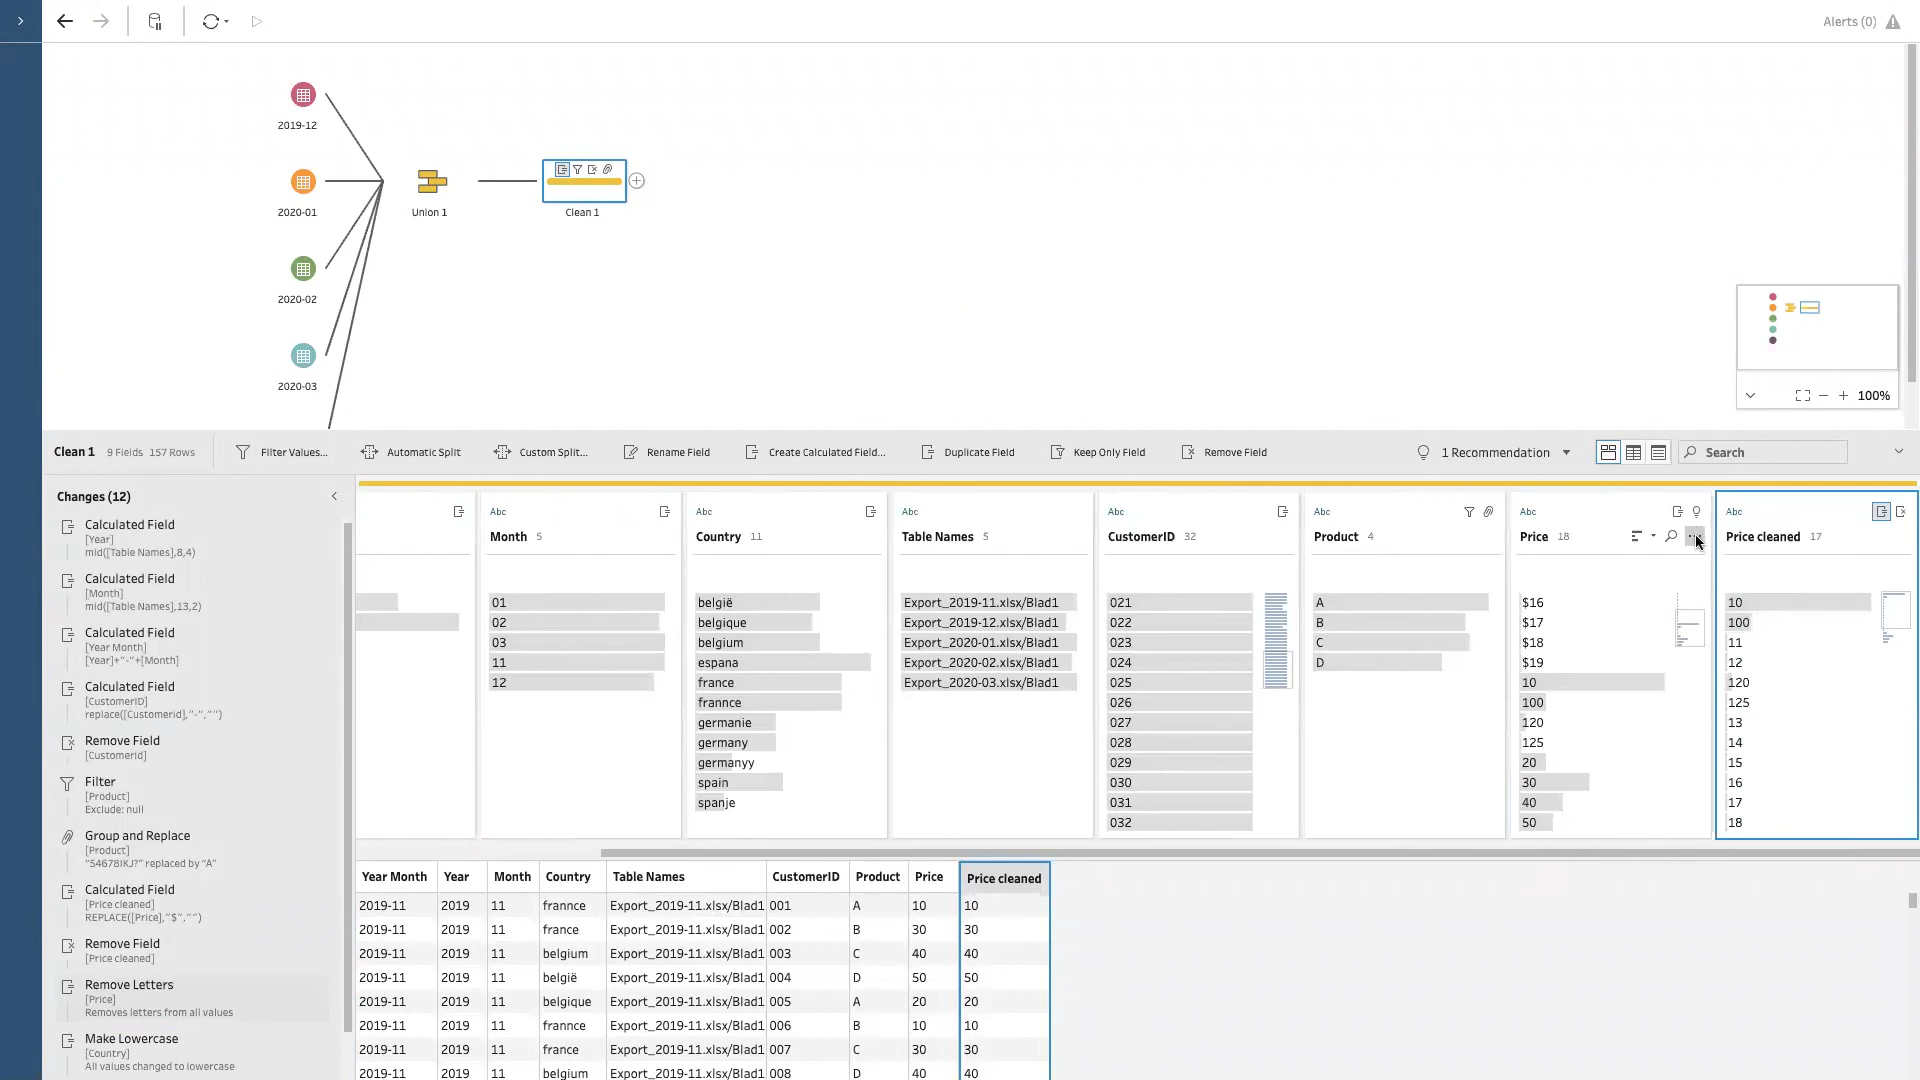 Alerts (0)
2019-12
2020-01
Union 1
Clean 1
2020-02
2020-03
100%
Clean 1 9 Fields 157 Rows
Filter Values...
Automatic Split
Custom Split...
Rename Field
Create Calculated Field...
Duplicate Field
Keep Only Field
Remove Field
1 Recommendation
Search
Changes (12)
Calculated Field
[Year]
mid([Table Names],8,4)
Calculated Field
[Month]
mid([Table Names],13,2)
Calculated Field
[Year Month]
[Year]+"-"+[Month]
Calculated Field
[CustomerID]
replace([Customerid],"-","")
Remove Field
[Customerid]
Filter
[Product]
Exclude: null
Group and Replace
[Product]
"54678IKJ?" replaced by "A"
Calculated Field
[Price cleaned]
REPLACE([Price],"$","")
Remove Field
[Price cleaned]
Remove Letters
[Price]
Removes letters from all values
Make Lowercase
[Country]
All values changed to lowercase
Abc
Month 5
01
02
03
11
12
Abc
Country 11
belgië
belgique
belgium
espana
france
frannce
germanie
germany
germanyy
spain
spanje
Abc
Table Names 5
Export_2019-11.xlsx/Blad1
Export_2019-12.xlsx/Blad1
Export_2020-01.xlsx/Blad1
Export_2020-02.xlsx/Blad1
Export_2020-03.xlsx/Blad1
Abc
CustomerID 32
021
022
023
024
025
026
027
028
029
030
031
032
Abc
Product 4
A
B
C
D
Abc
Price 18
$16
$17
$18
$19
10
100
120
125
20
30
40
50
Abc
Price cleaned 17
10
100
11
12
120
125
13
14
15
16
17
18
Year Month Year Month Country Table Names CustomerID Product Price Price cleaned
2019-11 2019 11 frannce Export_2019-11.xlsx/Blad1 001 A 10 10
2019-11 2019 11 france Export_2019-11.xlsx/Blad1 002 B 30 30
2019-11 2019 11 belgium Export_2019-11.xlsx/Blad1 003 C 40 40
2019-11 2019 11 belgië Export_2019-11.xlsx/Blad1 004 D 50 50
2019-11 2019 11 belgique Export_2019-11.xlsx/Blad1 005 A 20 20
2019-11 2019 11 frannce Export_2019-11.xlsx/Blad1 006 B 10 10
2019-11 2019 11 france Export_2019-11.xlsx/Blad1 007 C 30 30
2019-11 2019 11 belgium Export_2019-11.xlsx/Blad1 008 D 40 40